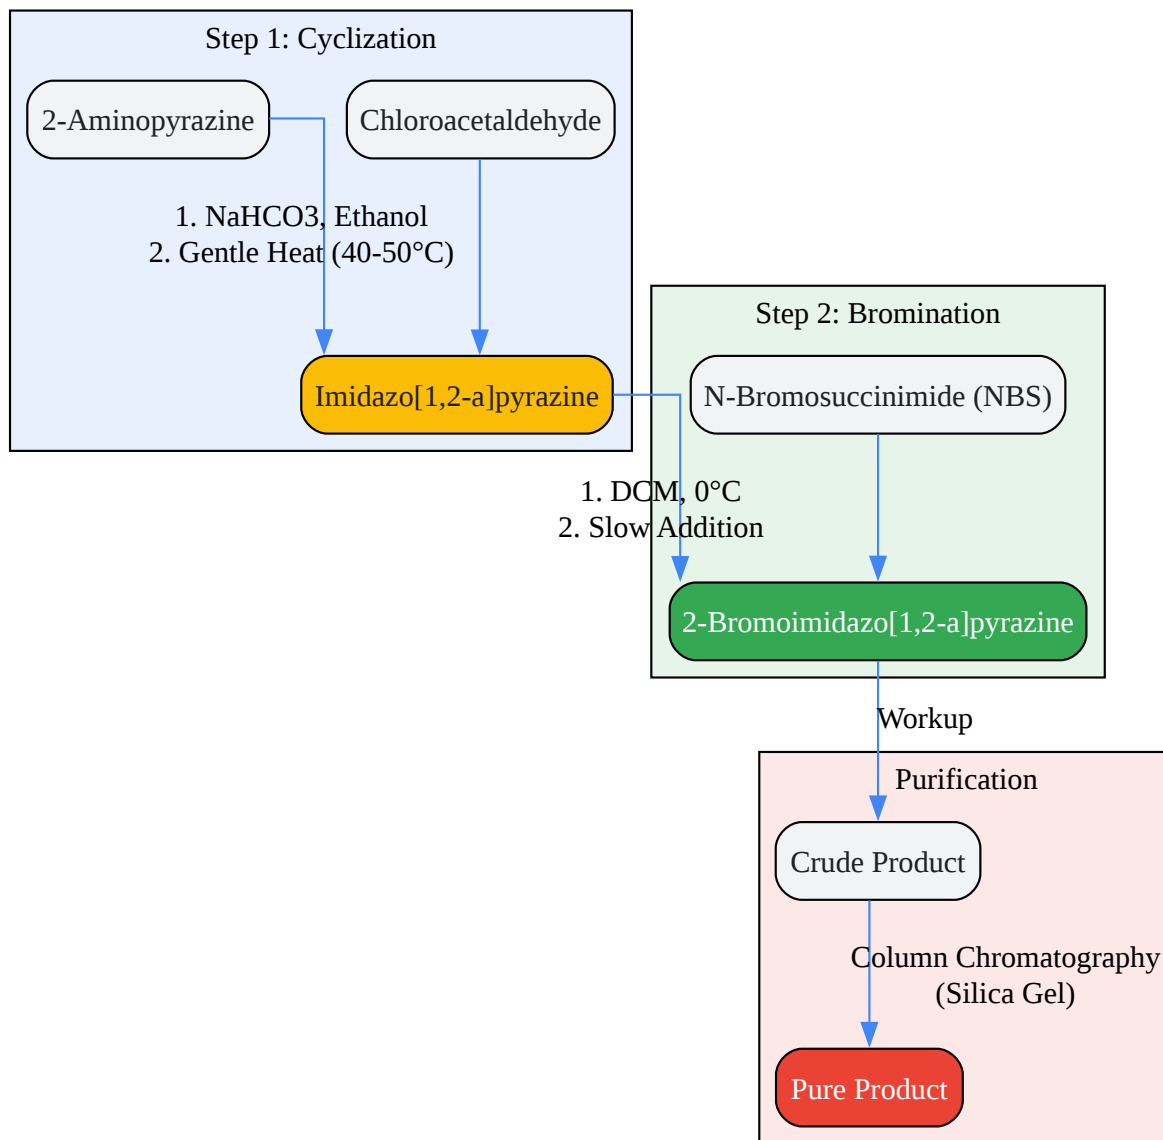 Step 1: Cyclization
2-Aminopyrazine
Chloroacetaldehyde
1. NaHCO3, Ethanol
2. Gentle Heat (40-50°C)
Imidazo[1,2-a]pyrazine
Step 2: Bromination
N-Bromosuccinimide (NBS)
1. DCM, 0°C
2. Slow Addition
2-Bromoimidazo[1,2-a]pyrazine
Workup
Purification
Crude Product
Column Chromatography
(Silica Gel)
Pure Product